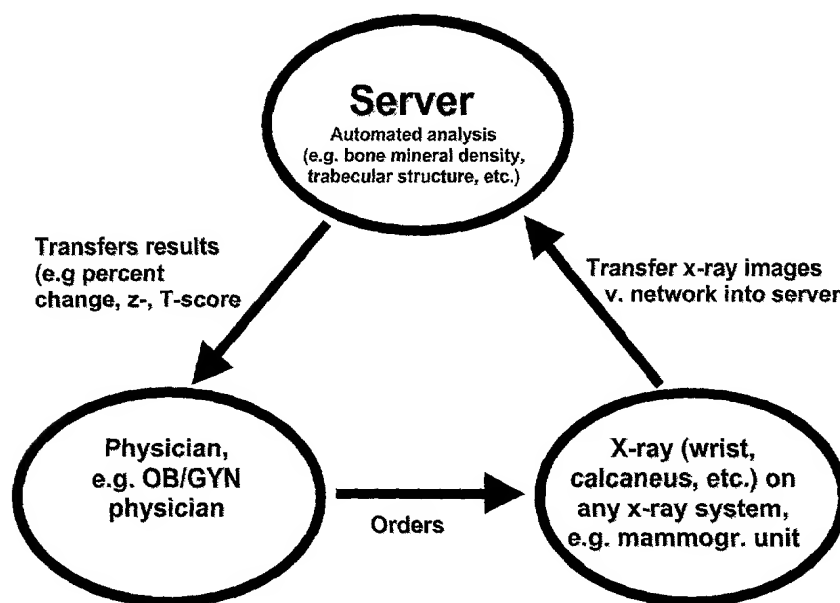 Server
Automated analysis
(e.g. bone mineral density,
trabecular structure, etc.)
Transfers results
(e.g percent
change, z-, T-score
Transfer x-ray images
v. network into server
Physician,
e.g. OB/GYN
physician
Orders
X-ray (wrist,
calcaneus, etc.) on
any x-ray system,
e.g. mammogr. unit